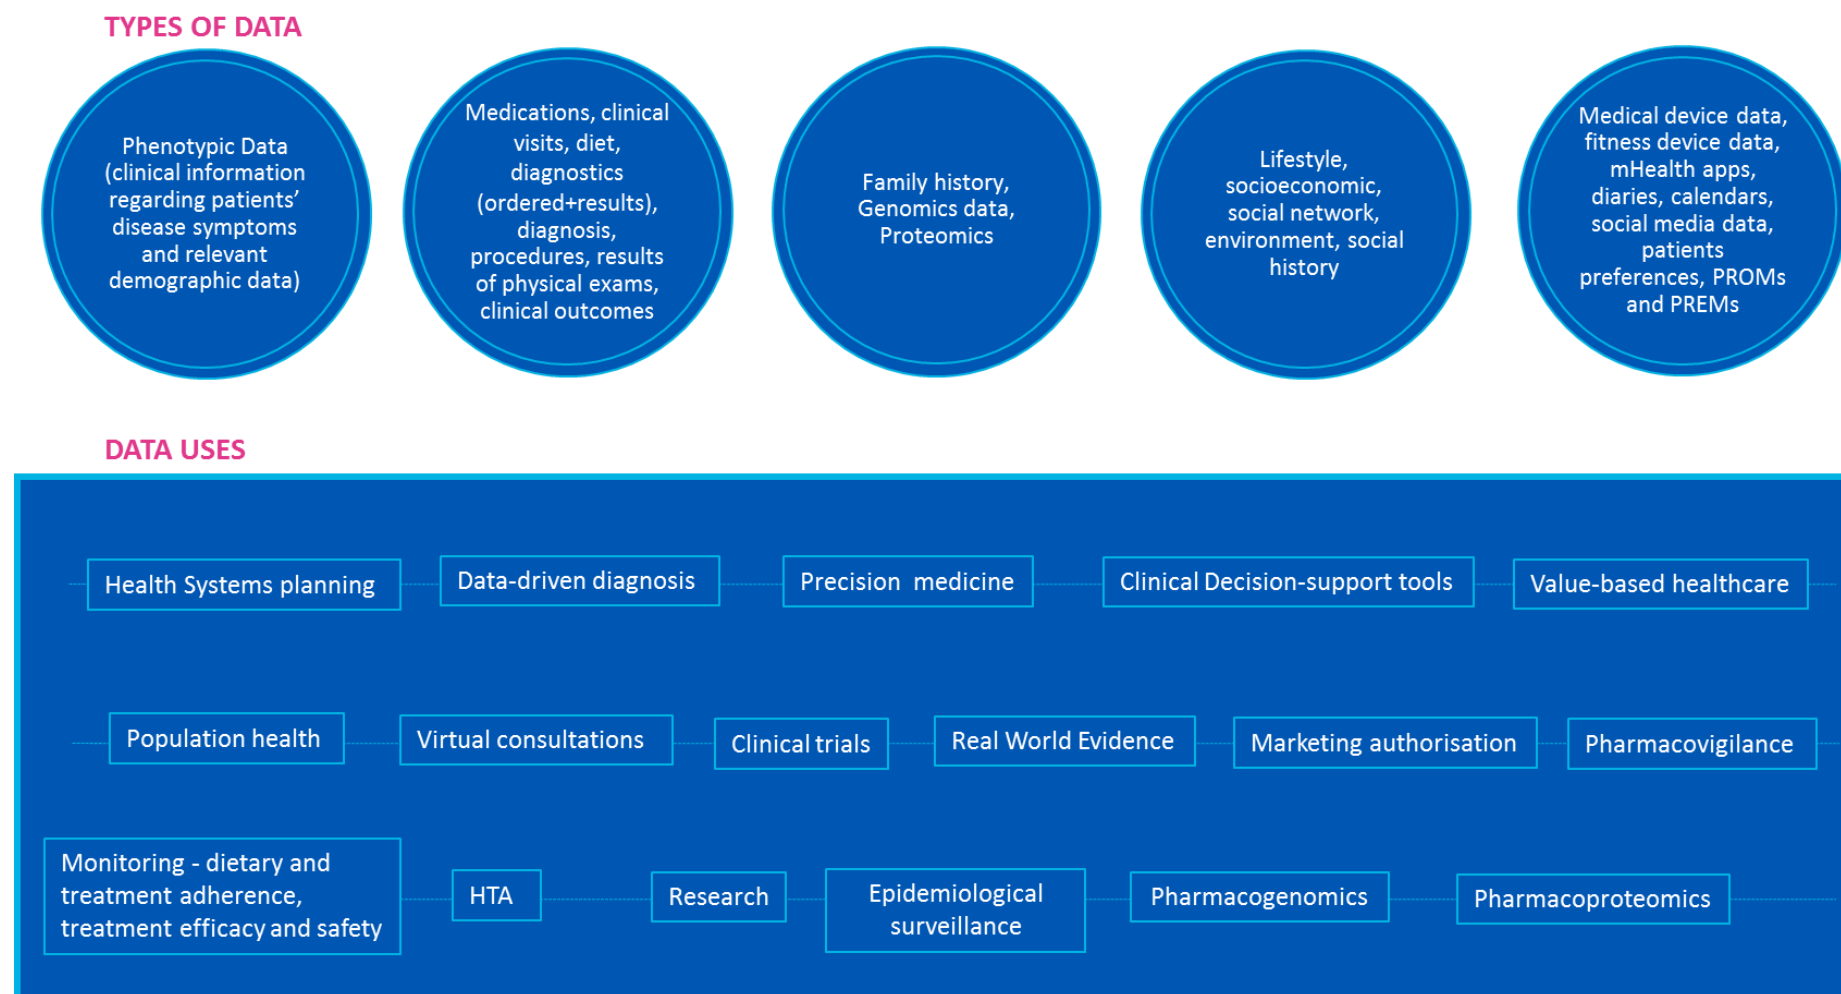 TYPES OF DATA
Phenotypic Data
(clinical information
regarding patients’
disease symptoms
and relevant
demographic data)
Medications, clinical
visits, diet,
diagnostics
(ordered+results),
diagnosis,
procedures, results
of physical exams,
clinical outcomes
Family history,
Genomics data,
Proteomics
Lifestyle,
socioeconomic,
social network,
environment, social
history
Medical device data,
fitness device data,
mHealth apps,
diaries, calendars,
social media data,
patients
preferences, PROMs
and PREMs
DATA USES
Health Systems planning
Data-driven diagnosis
Precision medicine
Clinical Decision-support tools
Value-based healthcare
Population health
Virtual consultations
Clinical trials
Real World Evidence
Marketing authorisation
Pharmacovigilance
Monitoring - dietary and
treatment adherence,
treatment efficacy and safety
HTA
Research
Epidemiological
surveillance
Pharmacogenomics
Pharmacoproteomics